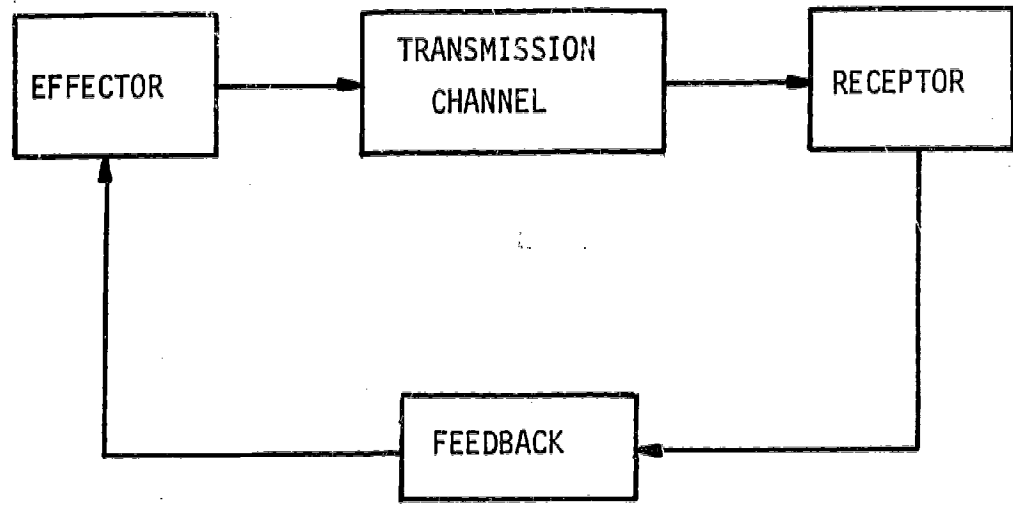 EFFECTOR
TRANSMISSION
CHANNEL
RECEPTOR
FEEDBACK